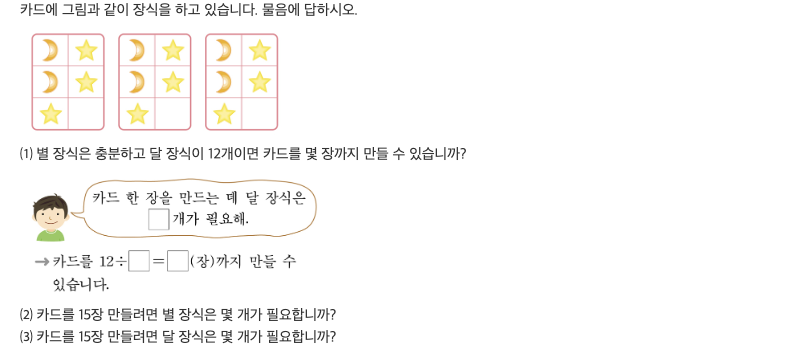 카드에 그림과 같이 장식을 하고 있습니다. 물음에 답하시오.
(1) 별 장식은 충분하고 달 장식이 12개이면 카드를 몇 장까지 만들 수 있습니까?
카드 한 장을 만드는 데 달 장식은
□개가 필요해.
→ 카드를 12÷□=□(장)까지 만들 수
있습니다.
(2) 카드를 15장 만들려면 별 장식은 몇 개가 필요합니까?
(3) 카드를 15장 만들려면 달 장식은 몇 개가 필요합니까?